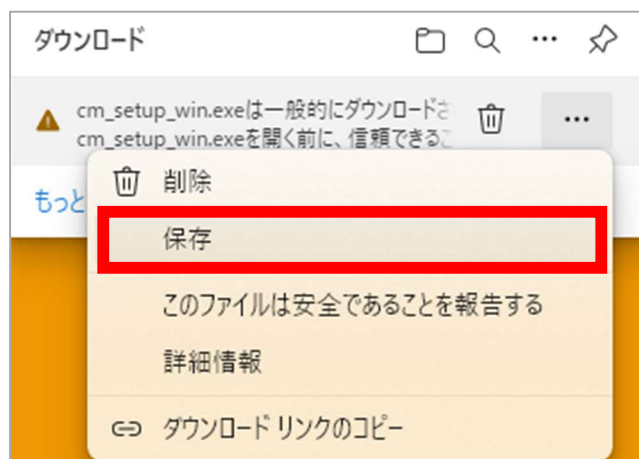 ダウンロード
cm_setup_win.exeは一般的にダウンロードさ
cm_setup_win.exeを開く前に、信頼できるこ
もっと
削除
保存
このファイルは安全であることを報告する
詳細情報
ダウンロード リンクのコピー